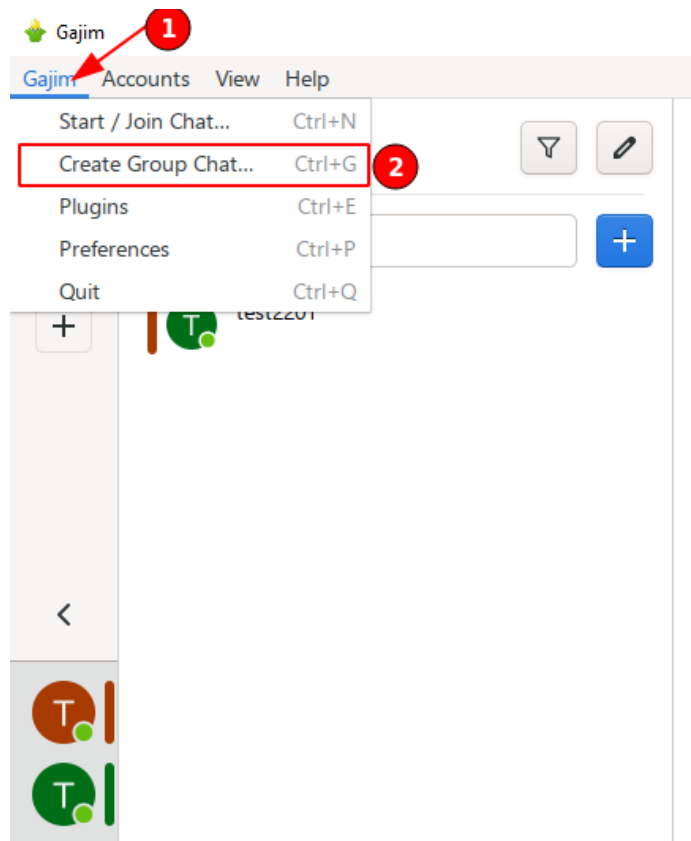 Gajim
1
Gajim Accounts View Help
Start / Join Chat... Ctrl+N
Create Group Chat... Ctrl+G
2
Plugins Ctrl+E
Preferences Ctrl+P
Quit Ctrl+Q
T
test2201
T
T